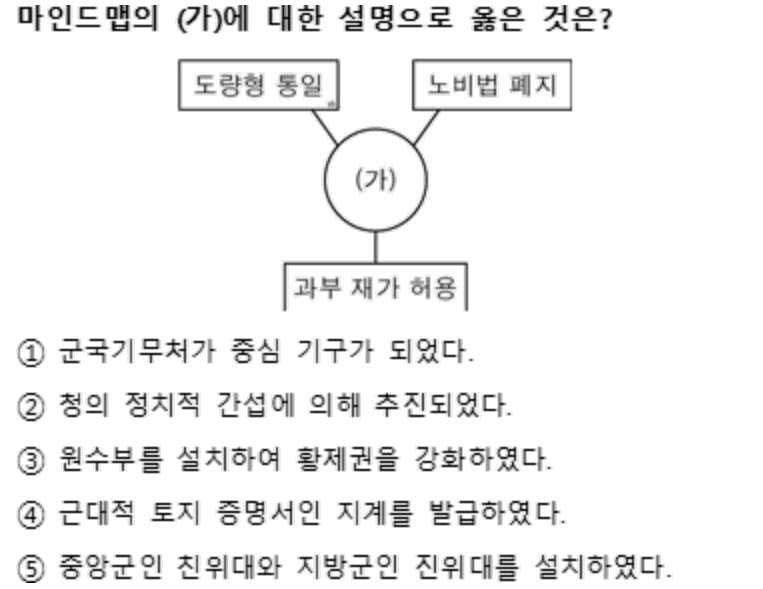 마인드맵의 (가)에 대한 설명으로 옳은 것은?
도량형 통일
노비법 폐지
(가)
과부 재가 허용
① 군국기무처가 중심 기구가 되었다.
② 청의 정치적 간섭에 의해 추진되었다.
③ 원수부를 설치하여 황제권을 강화하였다.
④ 근대적 토지 증명서인 지계를 발급하였다.
⑤ 중앙군인 친위대와 지방군인 진위대를 설치하였다.